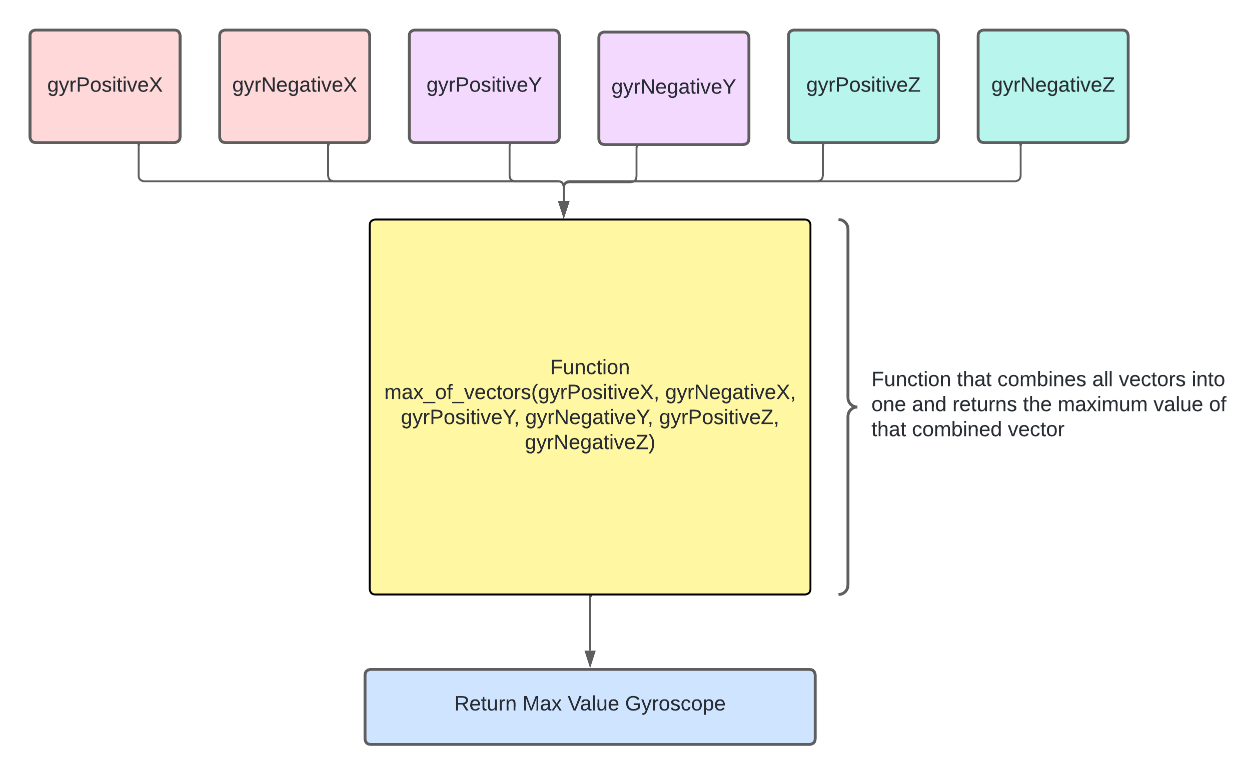 gyrPositiveX
gyrNegativeX
gyrPositiveY
gyrNegativeY
gyrPositiveZ
gyrNegativeZ
Function
max_of_vectors(gyrPositiveX, gyrNegativeX,
gyrPositiveY, gyrNegativeY, gyrPositiveZ,
gyrNegativeZ)
Function that combines all vectors into
one and returns the maximum value of
that combined vector
Return Max Value Gyroscope